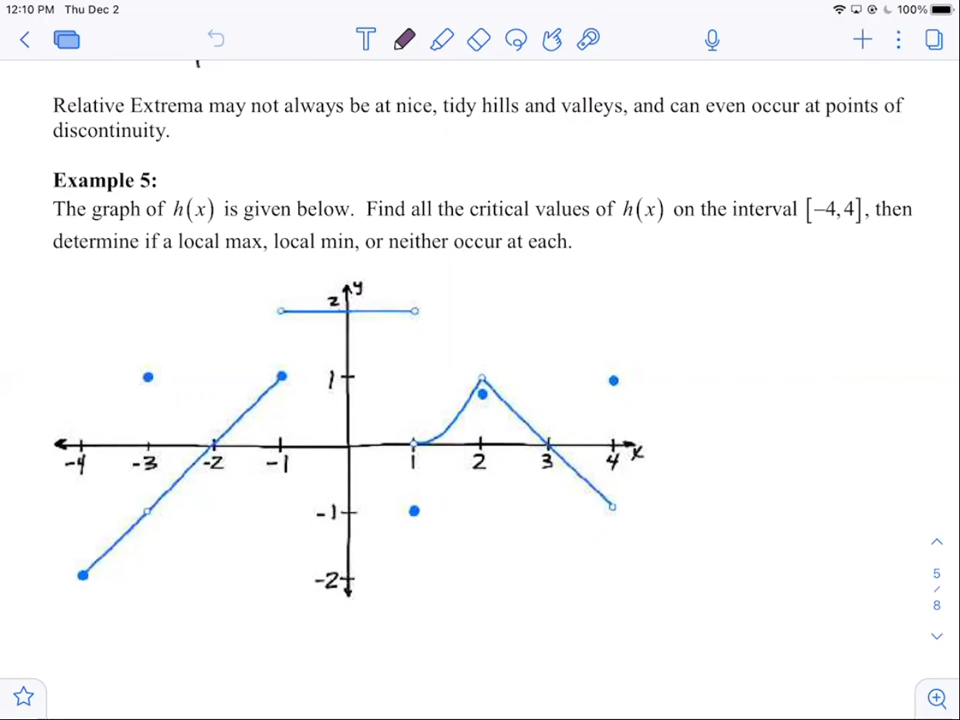 12:10 PM Thu Dec 2
100%
T
Relative Extrema may not always be at nice, tidy hills and valleys, and can even occur at points of
discontinuity.
Example 5:
The graph of h(x) is given below. Find all the critical values of h(x) on the interval [−4,4], then
determine if a local max, local min, or neither occur at each.
2 y
1
-4 -3 -2 -1 1 2 3 4 x
-1
-2
5
/
8